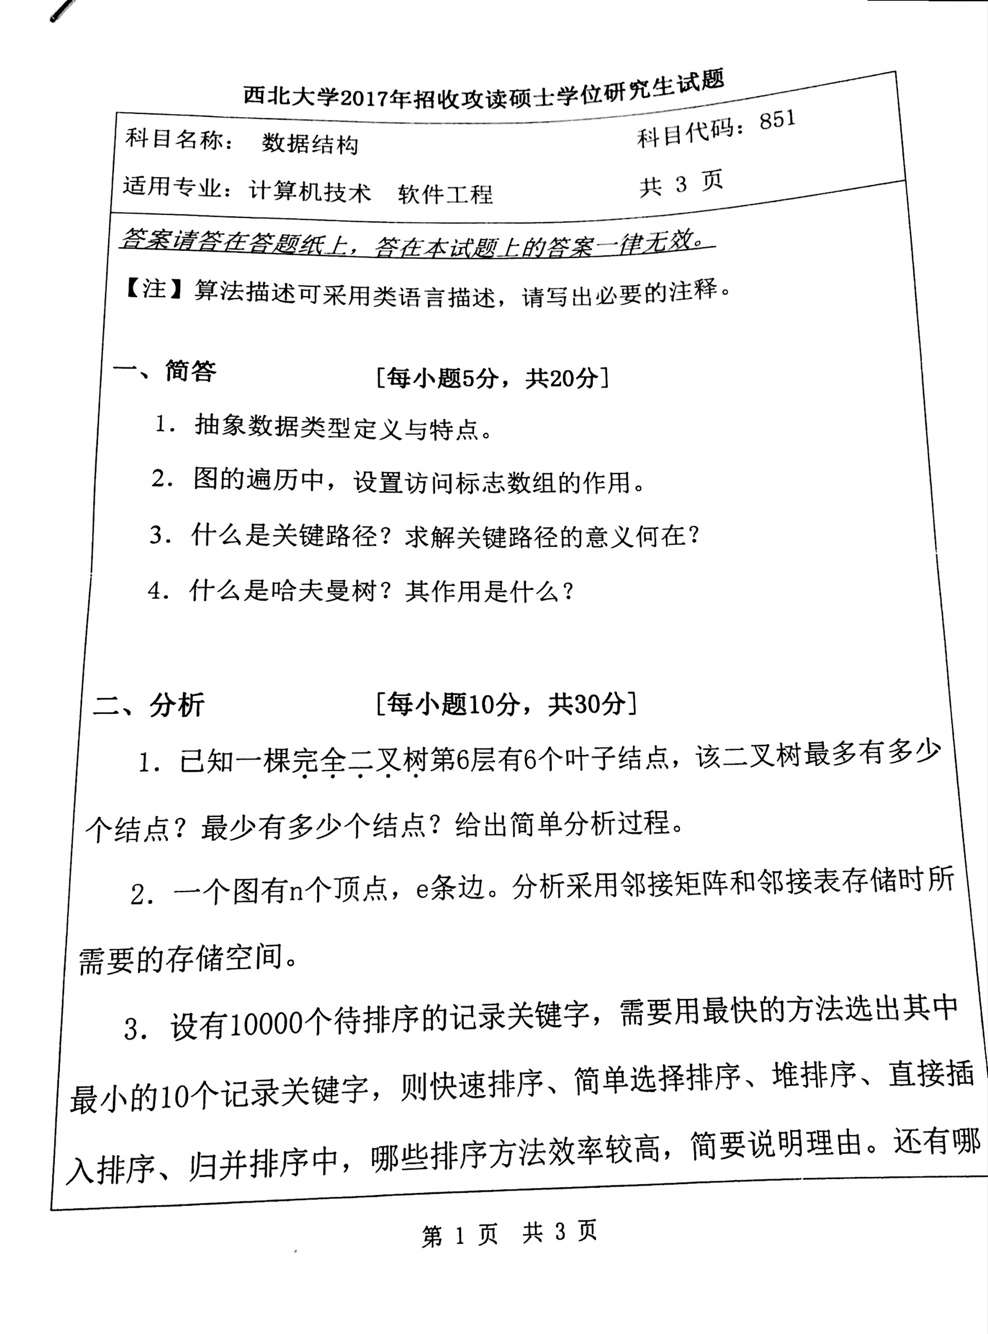 西北大学2017年招收攻读硕士学位研究生试题
科目名称： 数据结构 科目代码：851
适用专业：计算机技术 软件工程 共 3 页
答案请答在答题纸上，答在本试题上的答案一律无效。
【注】算法描述可采用类语言描述，请写出必要的注释。
一、简答 [每小题5分，共20分]
1. 抽象数据类型定义与特点。
2. 图的遍历中，设置访问标志数组的作用。
3. 什么是关键路径？求解关键路径的意义何在？
4. 什么是哈夫曼树？其作用是什么？
二、分析 [每小题10分，共30分]
1. 已知一棵完全二叉树第6层有6个叶子结点，该二叉树最多有多少
个结点？最少有多少个结点？给出简单分析过程。
2. 一个图有n个顶点，e条边。分析采用邻接矩阵和邻接表存储时所
需要的存储空间。
3. 设有10000个待排序的记录关键字，需要用最快的方法选出其中
最小的10个记录关键字，则快速排序、简单选择排序、堆排序、直接插
入排序、归并排序中，哪些排序方法效率较高，简要说明理由。还有哪
第 1 页 共 3 页